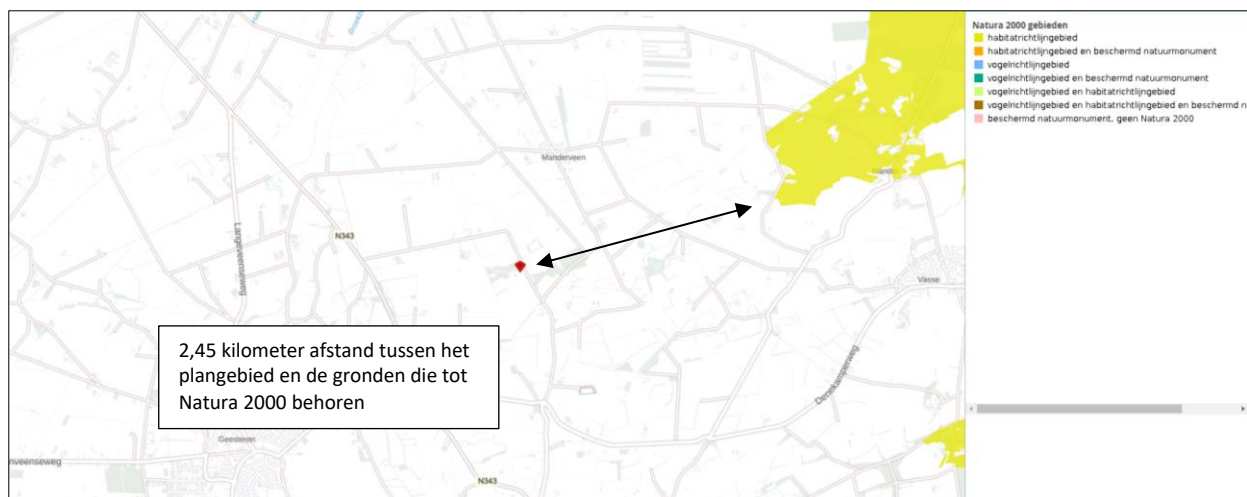 Manderveen
Mander
N343
Langeveenseweg
Vasse
2,45 kilometer afstand tussen het
plangebied en de gronden die tot
Natura 2000 behoren
Denekamperweg
Geesteren
nveenseweg
N343
Natura 2000 gebieden
habitatrichtlijngebied
habitatrichtlijngebied en beschermd natuurmonument
vogelrichtlijngebied
vogelrichtlijngebied en beschermd natuurmonument
vogelrichtlijngebied en habitatrichtlijngebied
vogelrichtlijngebied en habitatrichtlijngebied en beschermd n
beschermd natuurmonument, geen Natura 2000